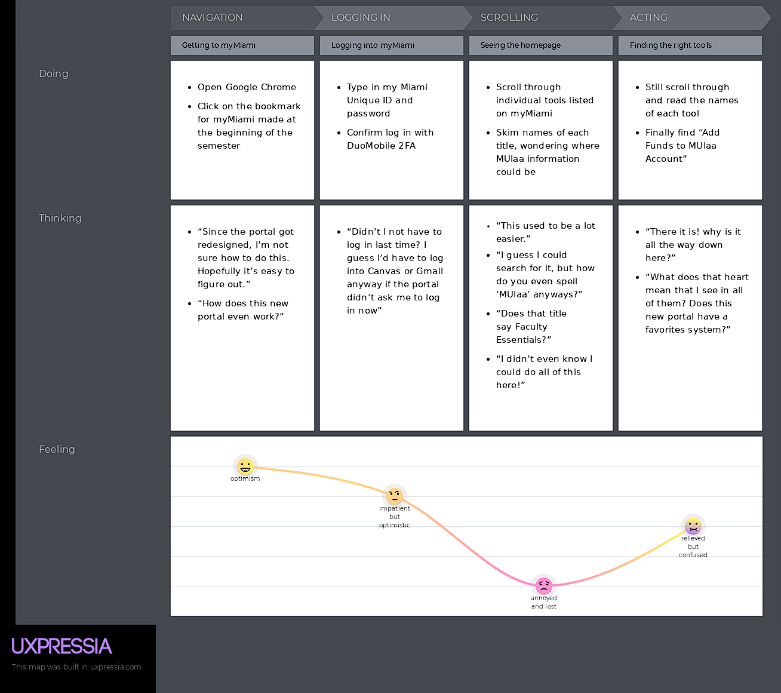 NAVIGATION
LOGGING IN
SCROLLING
ACTING
Getting to myMiami
Logging into myMiami
Seeing the homepage
Finding the right tools
Doing
• Open Google Chrome
• Click on the bookmark
for myMiami made at
the beginning of the
semester
• Type in my Miami
Unique ID and
password
• Confirm log in with
DuoMobile 2FA
• Scroll through
individual tools listed
on myMiami
• Skim names of each
title, wondering where
MUlaa information
could be
• Still scroll through
and read the names
of each tool
• Finally find “Add
Funds to MUlaa
Account”
Thinking
• “Since the portal got
redesigned, I’m not
sure how to do this.
Hopefully it’s easy to
figure out.”
• “How does this new
portal even work?”
• “Didn’t I not have to
log in last time? I
guess I’d have to log
into Canvas or Gmail
anyway if the portal
didn’t ask me to log
in now”
• “This used to be a lot
easier.”
• “I guess I could
search for it, but how
do you even spell
‘MUlaa’ anyways?”
• “Does that title
say Faculty
Essentials?”
• “I didn’t even know I
could do all of this
here!”
• “There it is! why is it
all the way down
here?”
• “What does that heart
mean that I see in all
of them? Does this
new portal have a
favorites system?”
Feeling
optimism
impatient
but
optimistic
annoyed
and lost
relieved
but
confused
UXPRESSIA
This map was built in uxpressia.com